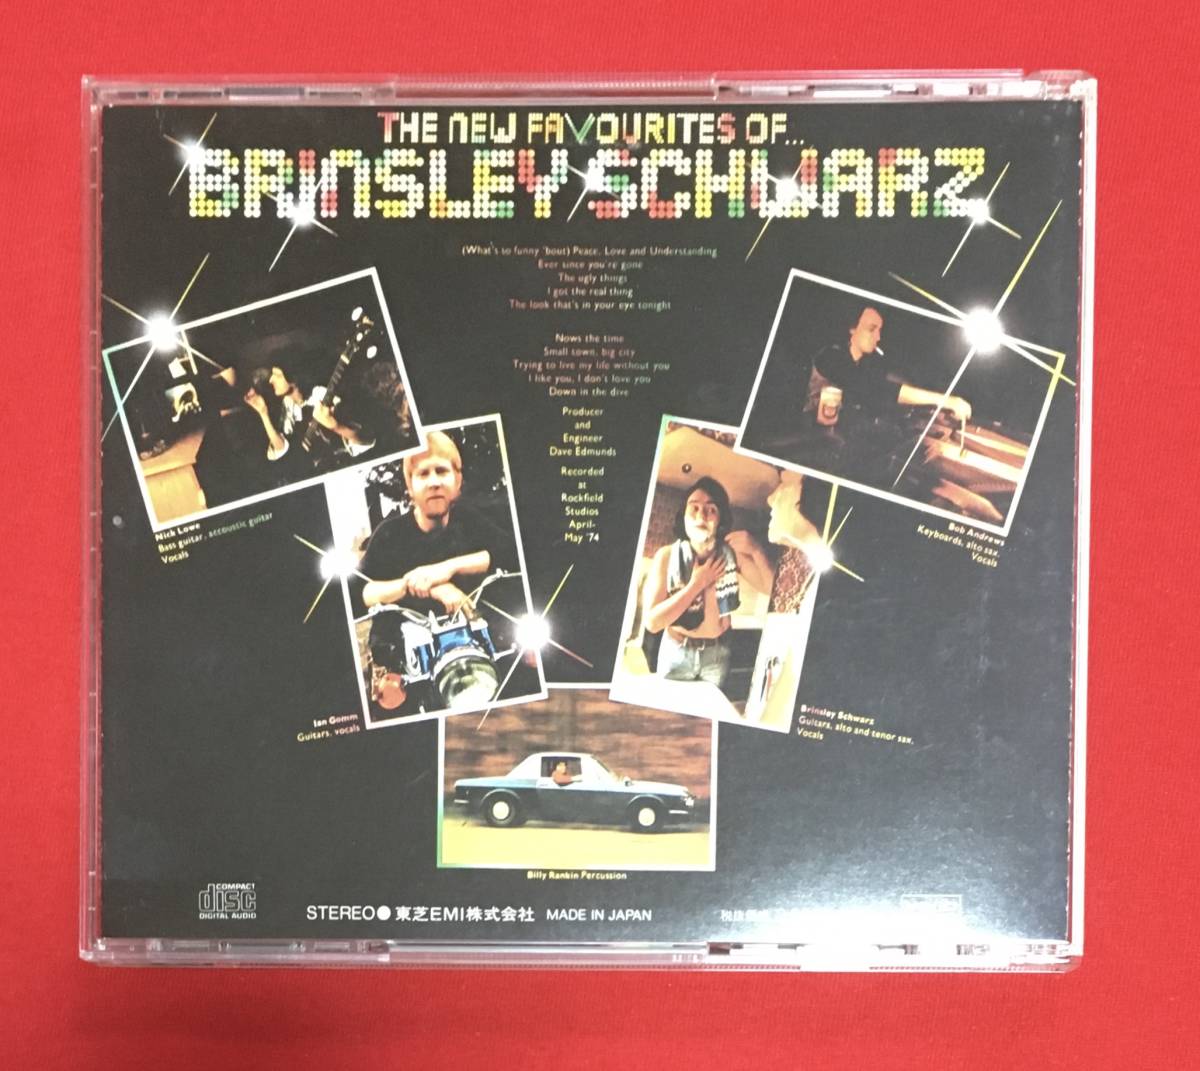 THE NEW FAVOURITES OF...
BRINSLEY SCHWARZ
(What's to funny 'bout) Peace, Love and Understanding
Ever since you're gone
The ugly things
I got the real thing
The look that's in your eye tonight
Nows the time
Small town, big city
Trying to live my life without you
I like you, I don't love you
Down in the dive
Producer
and
Engineer
Dave Edmunds
Recorded
at
Rockfield
Studios
April-
May '74
Nick Lowe
Bass guitar, accoustic guitar
Vocals
Bob Andrews
Keyboards, alto sax,
Vocals
Ian Gomm
Guitars, vocals
Brinsley Schwarz
Guitars, alto and tenor sax,
Vocals
Billy Rankin Percussion
COMPACT
disc
DIGITAL AUDIO
STEREO● 東芝EMI株式会社 MADE IN JAPAN